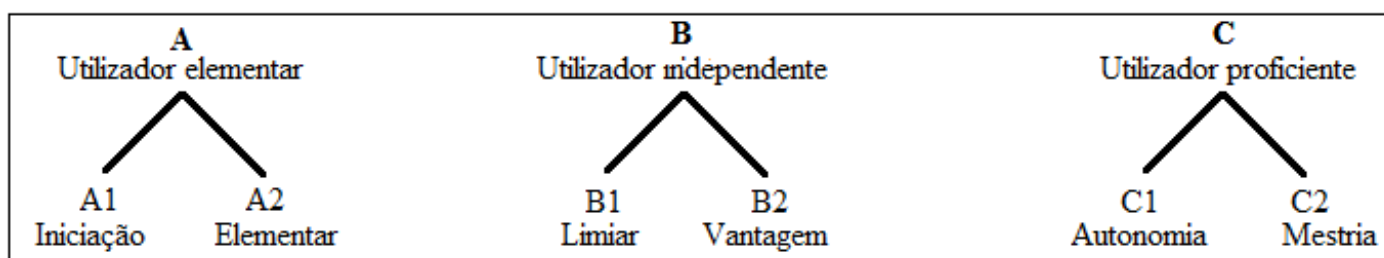 A
Utilizador elementar
A1
Iniciação
A2
Elementar
B
Utilizador independente
B1
Limiar
B2
Vantagem
C
Utilizador proficiente
C1
Autonomia
C2
Mestria